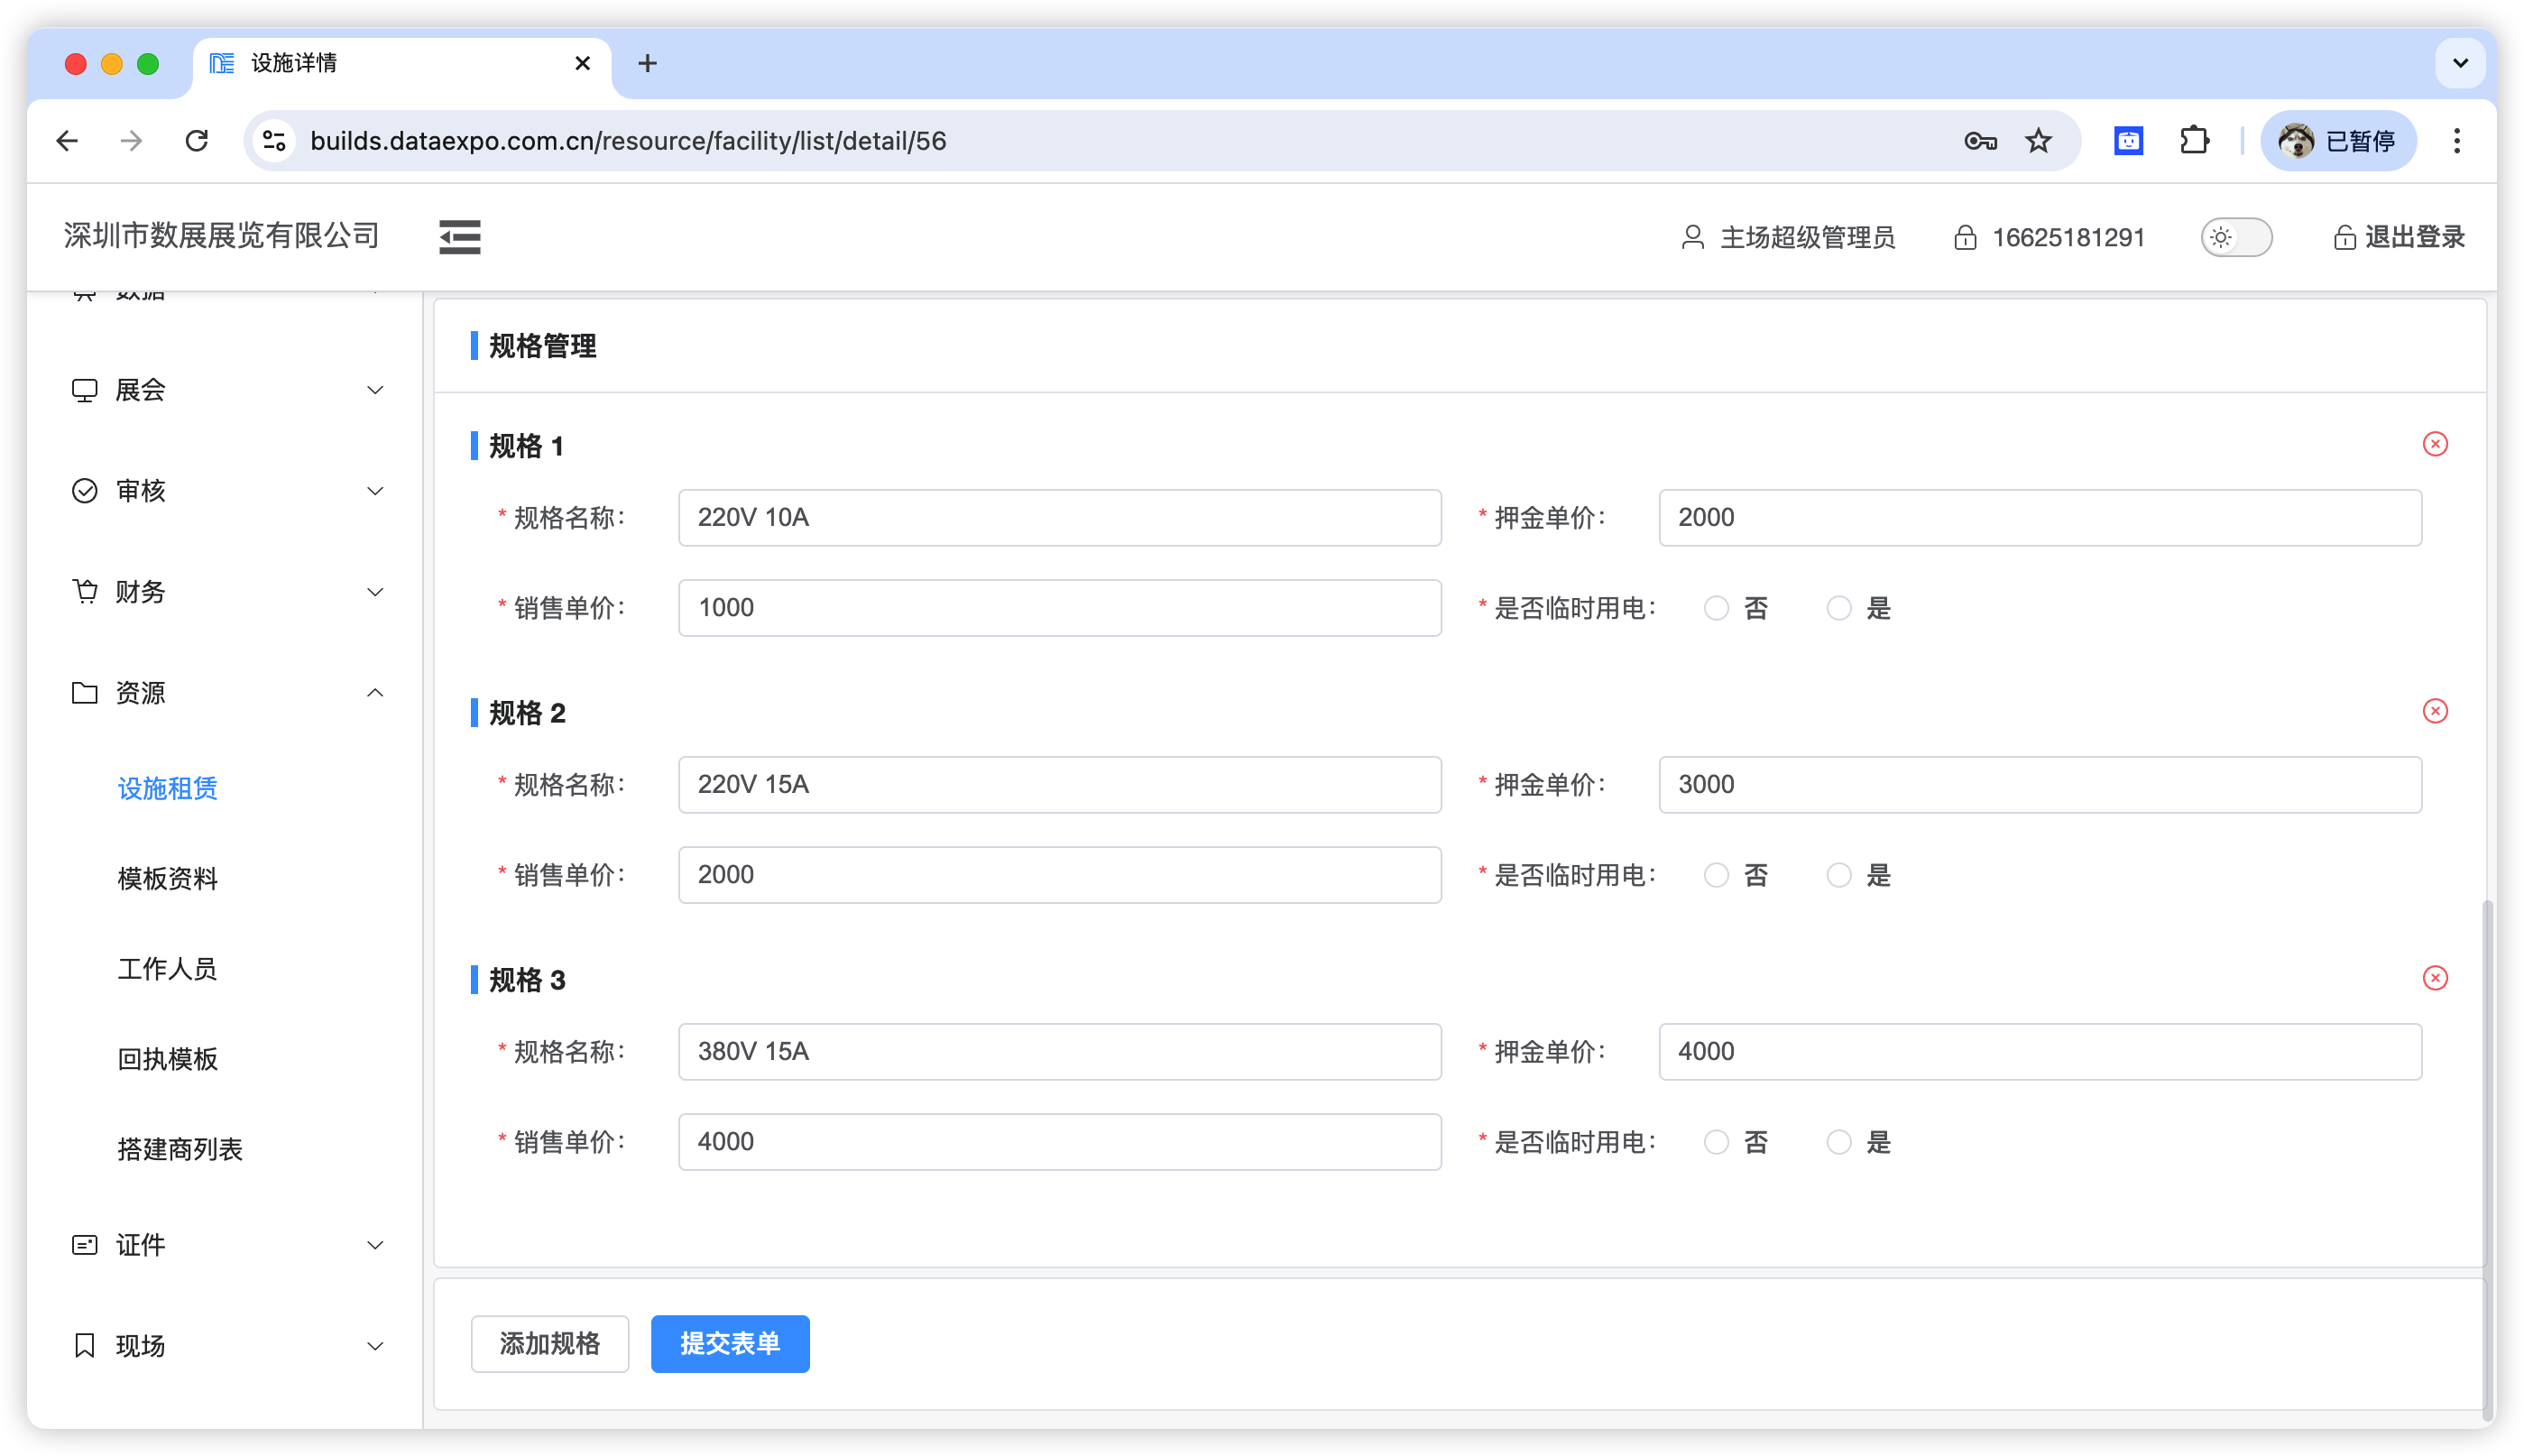 设施详情
builds.dataexpo.com.cn/resource/facility/list/detail/56
已暂停
深圳市数展展览有限公司
主场超级管理员
16625181291
退出登录
数据
展会
审核
财务
资源
设施租赁
模板资料
工作人员
回执模板
搭建商列表
证件
现场
规格管理
规格 1
* 规格名称: 220V 10A
* 押金单价: 2000
* 销售单价: 1000
* 是否临时用电: 否 是
规格 2
* 规格名称: 220V 15A
* 押金单价: 3000
* 销售单价: 2000
* 是否临时用电: 否 是
规格 3
* 规格名称: 380V 15A
* 押金单价: 4000
* 销售单价: 4000
* 是否临时用电: 否 是
添加规格
提交表单